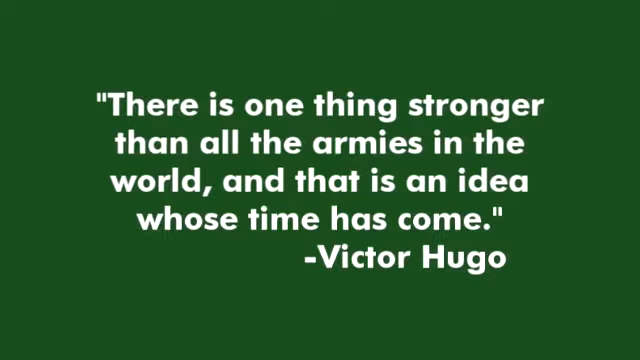 "There is one thing stronger
than all the armies in the
world, and that is an idea
whose time has come."
-Victor Hugo